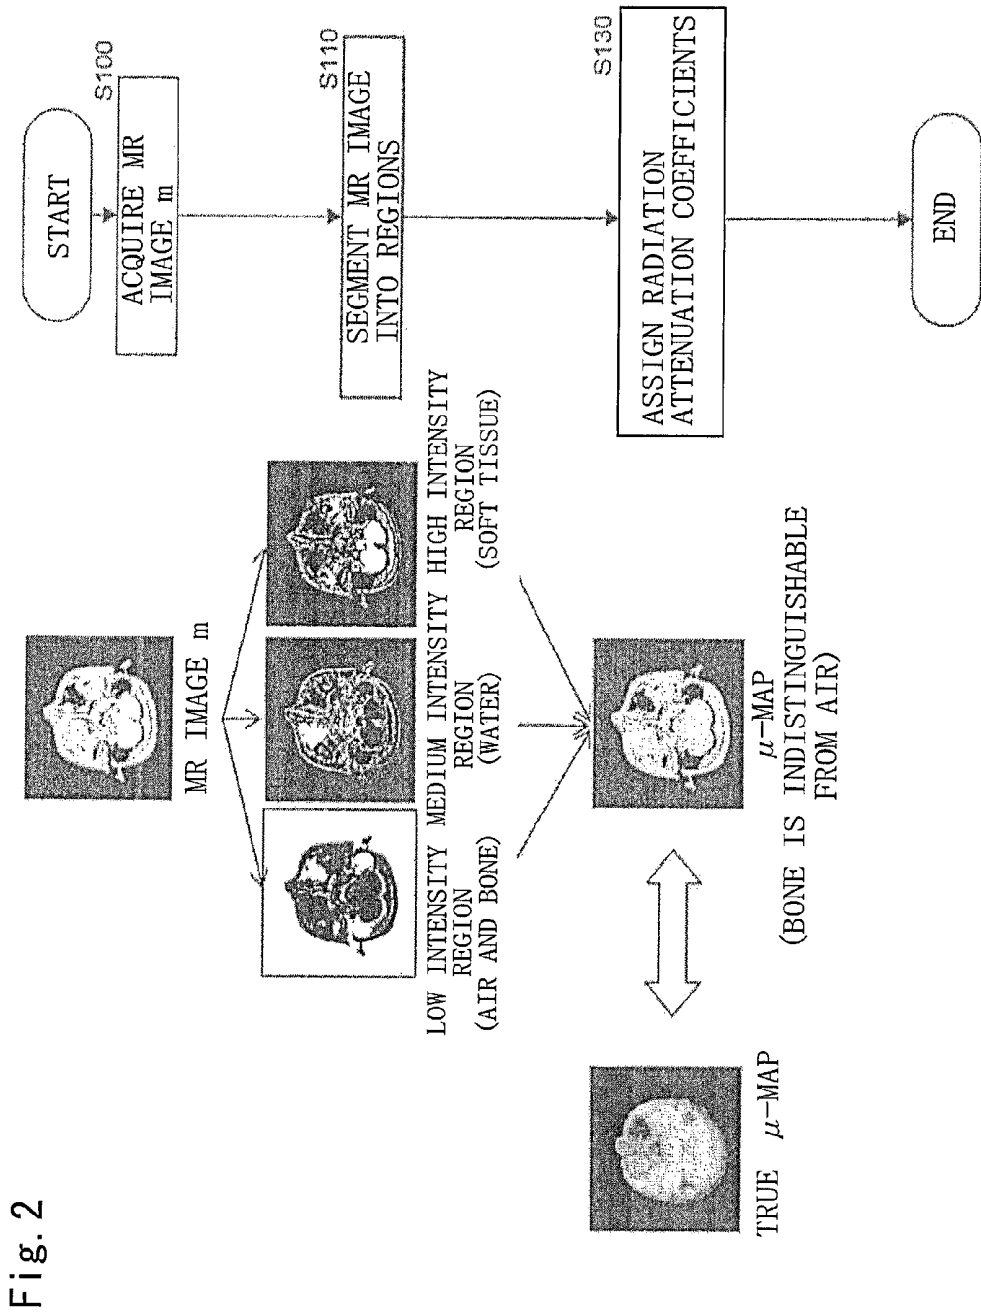 Fig. 2
START
S100
ACQUIRE MR
IMAGE m
S110
SEGMENT MR IMAGE
INTO REGIONS
S130
ASSIGN RADIATION
ATTENUATION COEFFICIENTS
END
MR IMAGE m
LOW INTENSITY
REGION
(AIR AND BONE)
MEDIUM INTENSITY
REGION
(WATER)
HIGH INTENSITY
REGION
(SOFT TISSUE)
TRUE μ-MAP
μ-MAP
(BONE IS INDISTINGUISHABLE
FROM AIR)